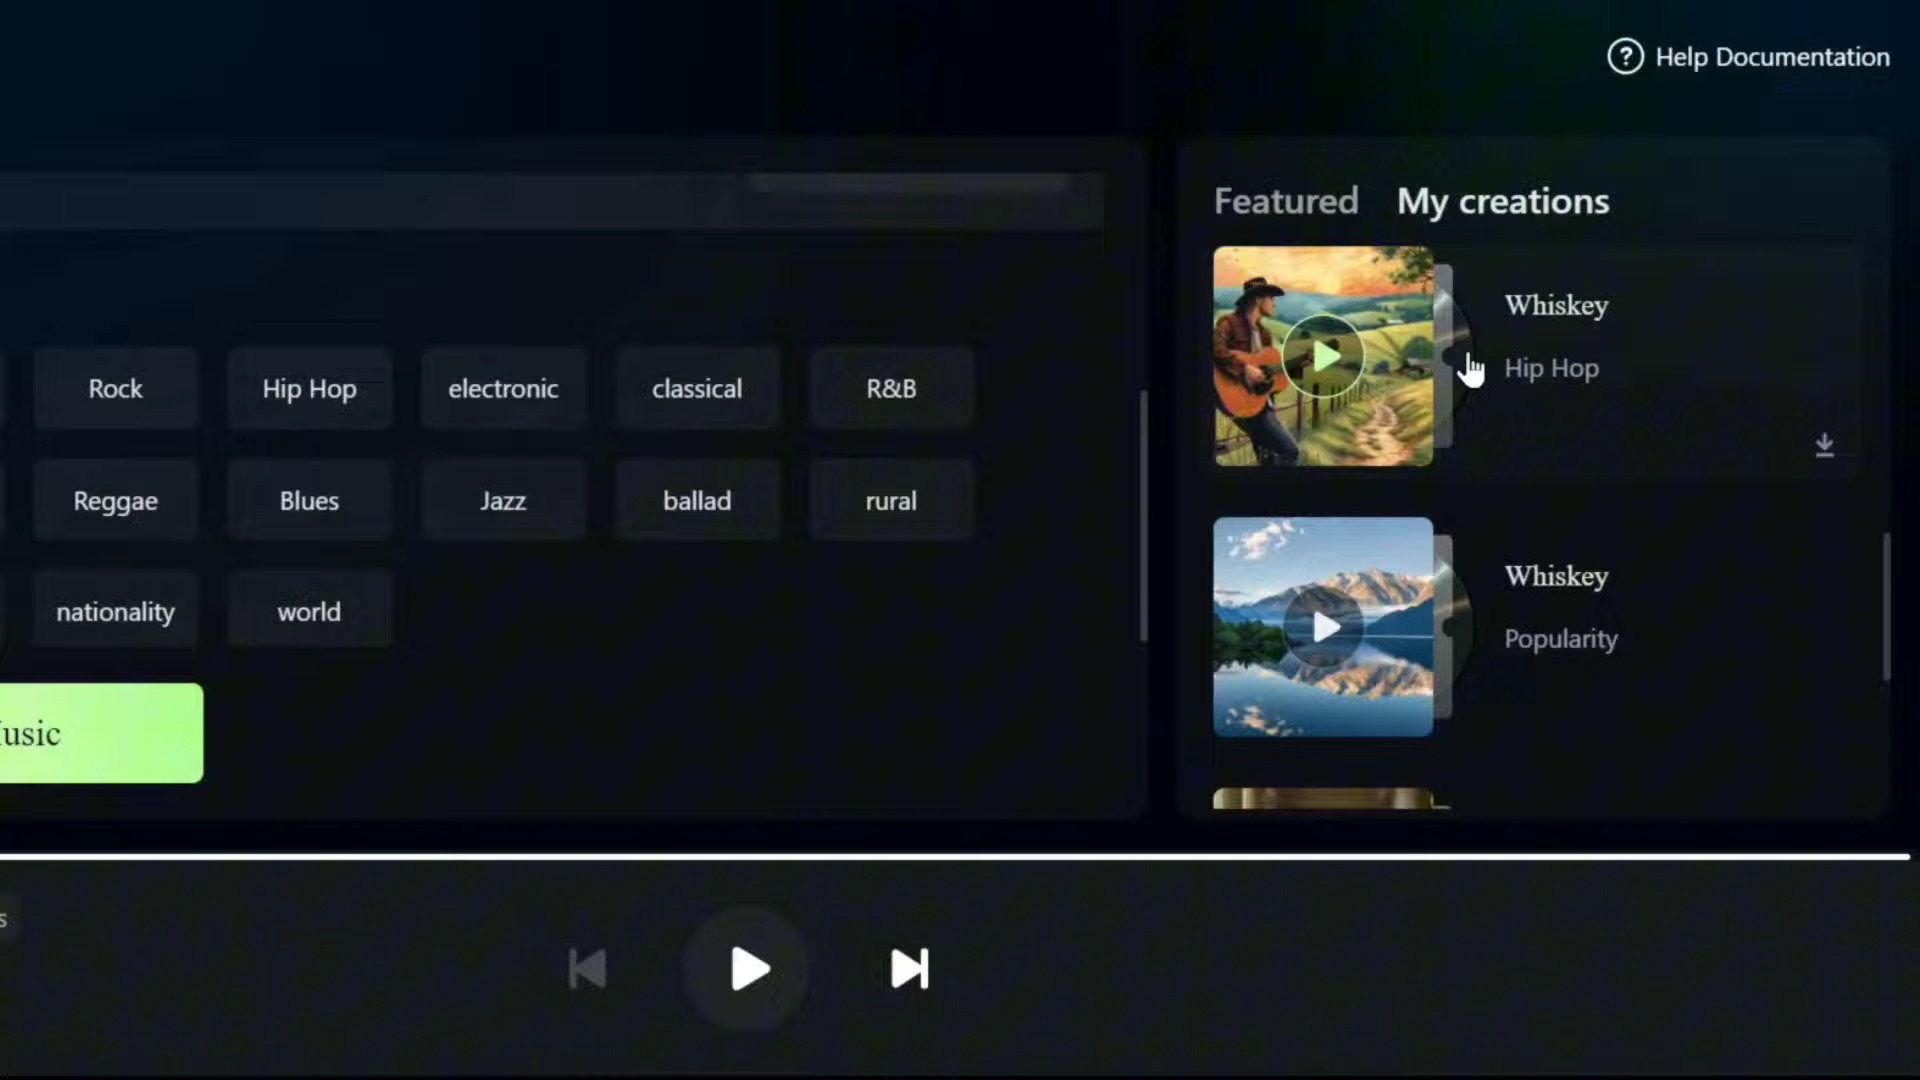 Help Documentation
Featured My creations
Whiskey
Hip Hop
Rock Hip Hop electronic classical R&B
Reggae Blues Jazz ballad rural
nationality world
Whiskey
Popularity
usic
s